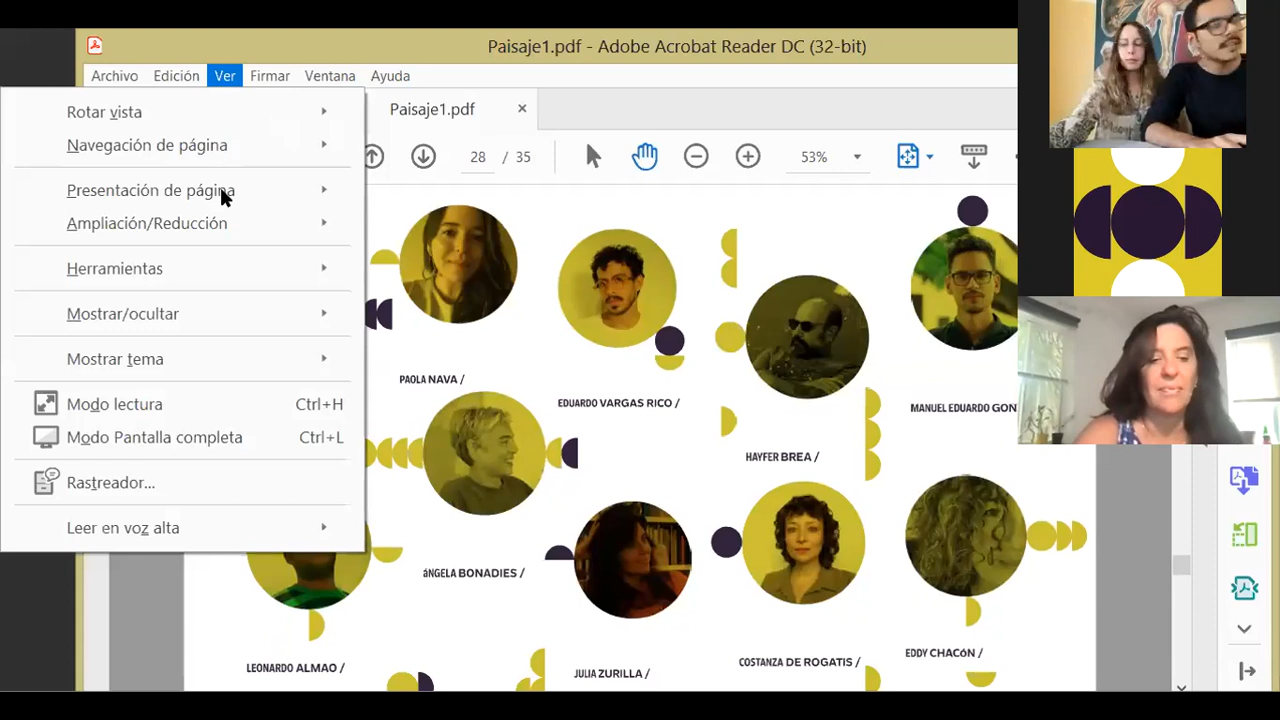 Paisaje1.pdf - Adobe Acrobat Reader DC (32-bit)
Archivo Edición Ver Firmar Ventana Ayuda
Paisaje1.pdf ×
28 / 35
53%
Rotar vista
Navegación de página
Presentación de página
Ampliación/Reducción
Herramientas
Mostrar/ocultar
Mostrar tema
Modo lectura Ctrl+H
Modo Pantalla completa Ctrl+L
Rastreador...
Leer en voz alta
PAOLA NAVA /
EDUARDO VARGAS RICO /
HAYFER BREA /
MANUEL EDUARDO GON
áNGELA BONADIES /
LEONARDO ALMAO /
JULIA ZURILLA /
COSTANZA DE ROGATIS /
EDDY CHACóN /